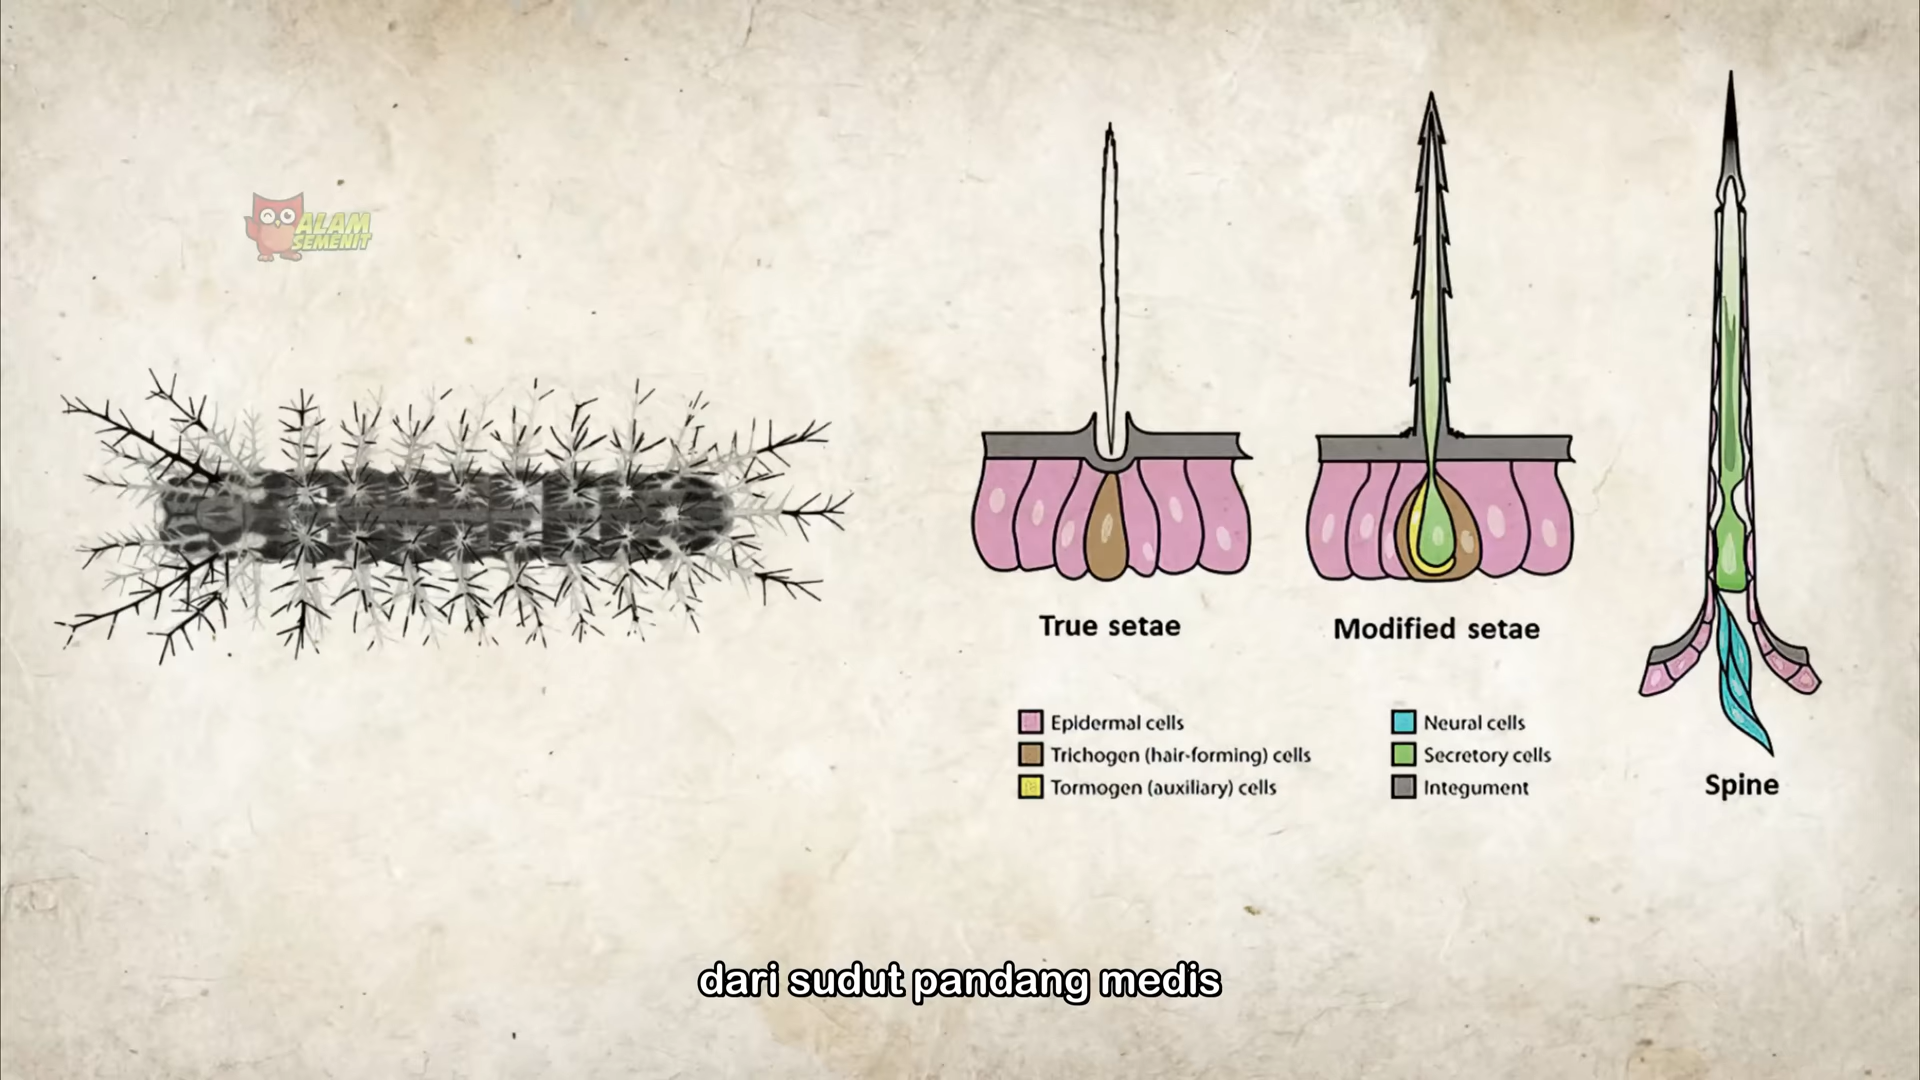 ALAM
SEMENIT
True setae
Modified setae
Epidermal cells
Trichogen (hair-forming) cells
Tormogen (auxiliary) cells
Neural cells
Secretory cells
Integument
Spine
dari sudut pandang medis